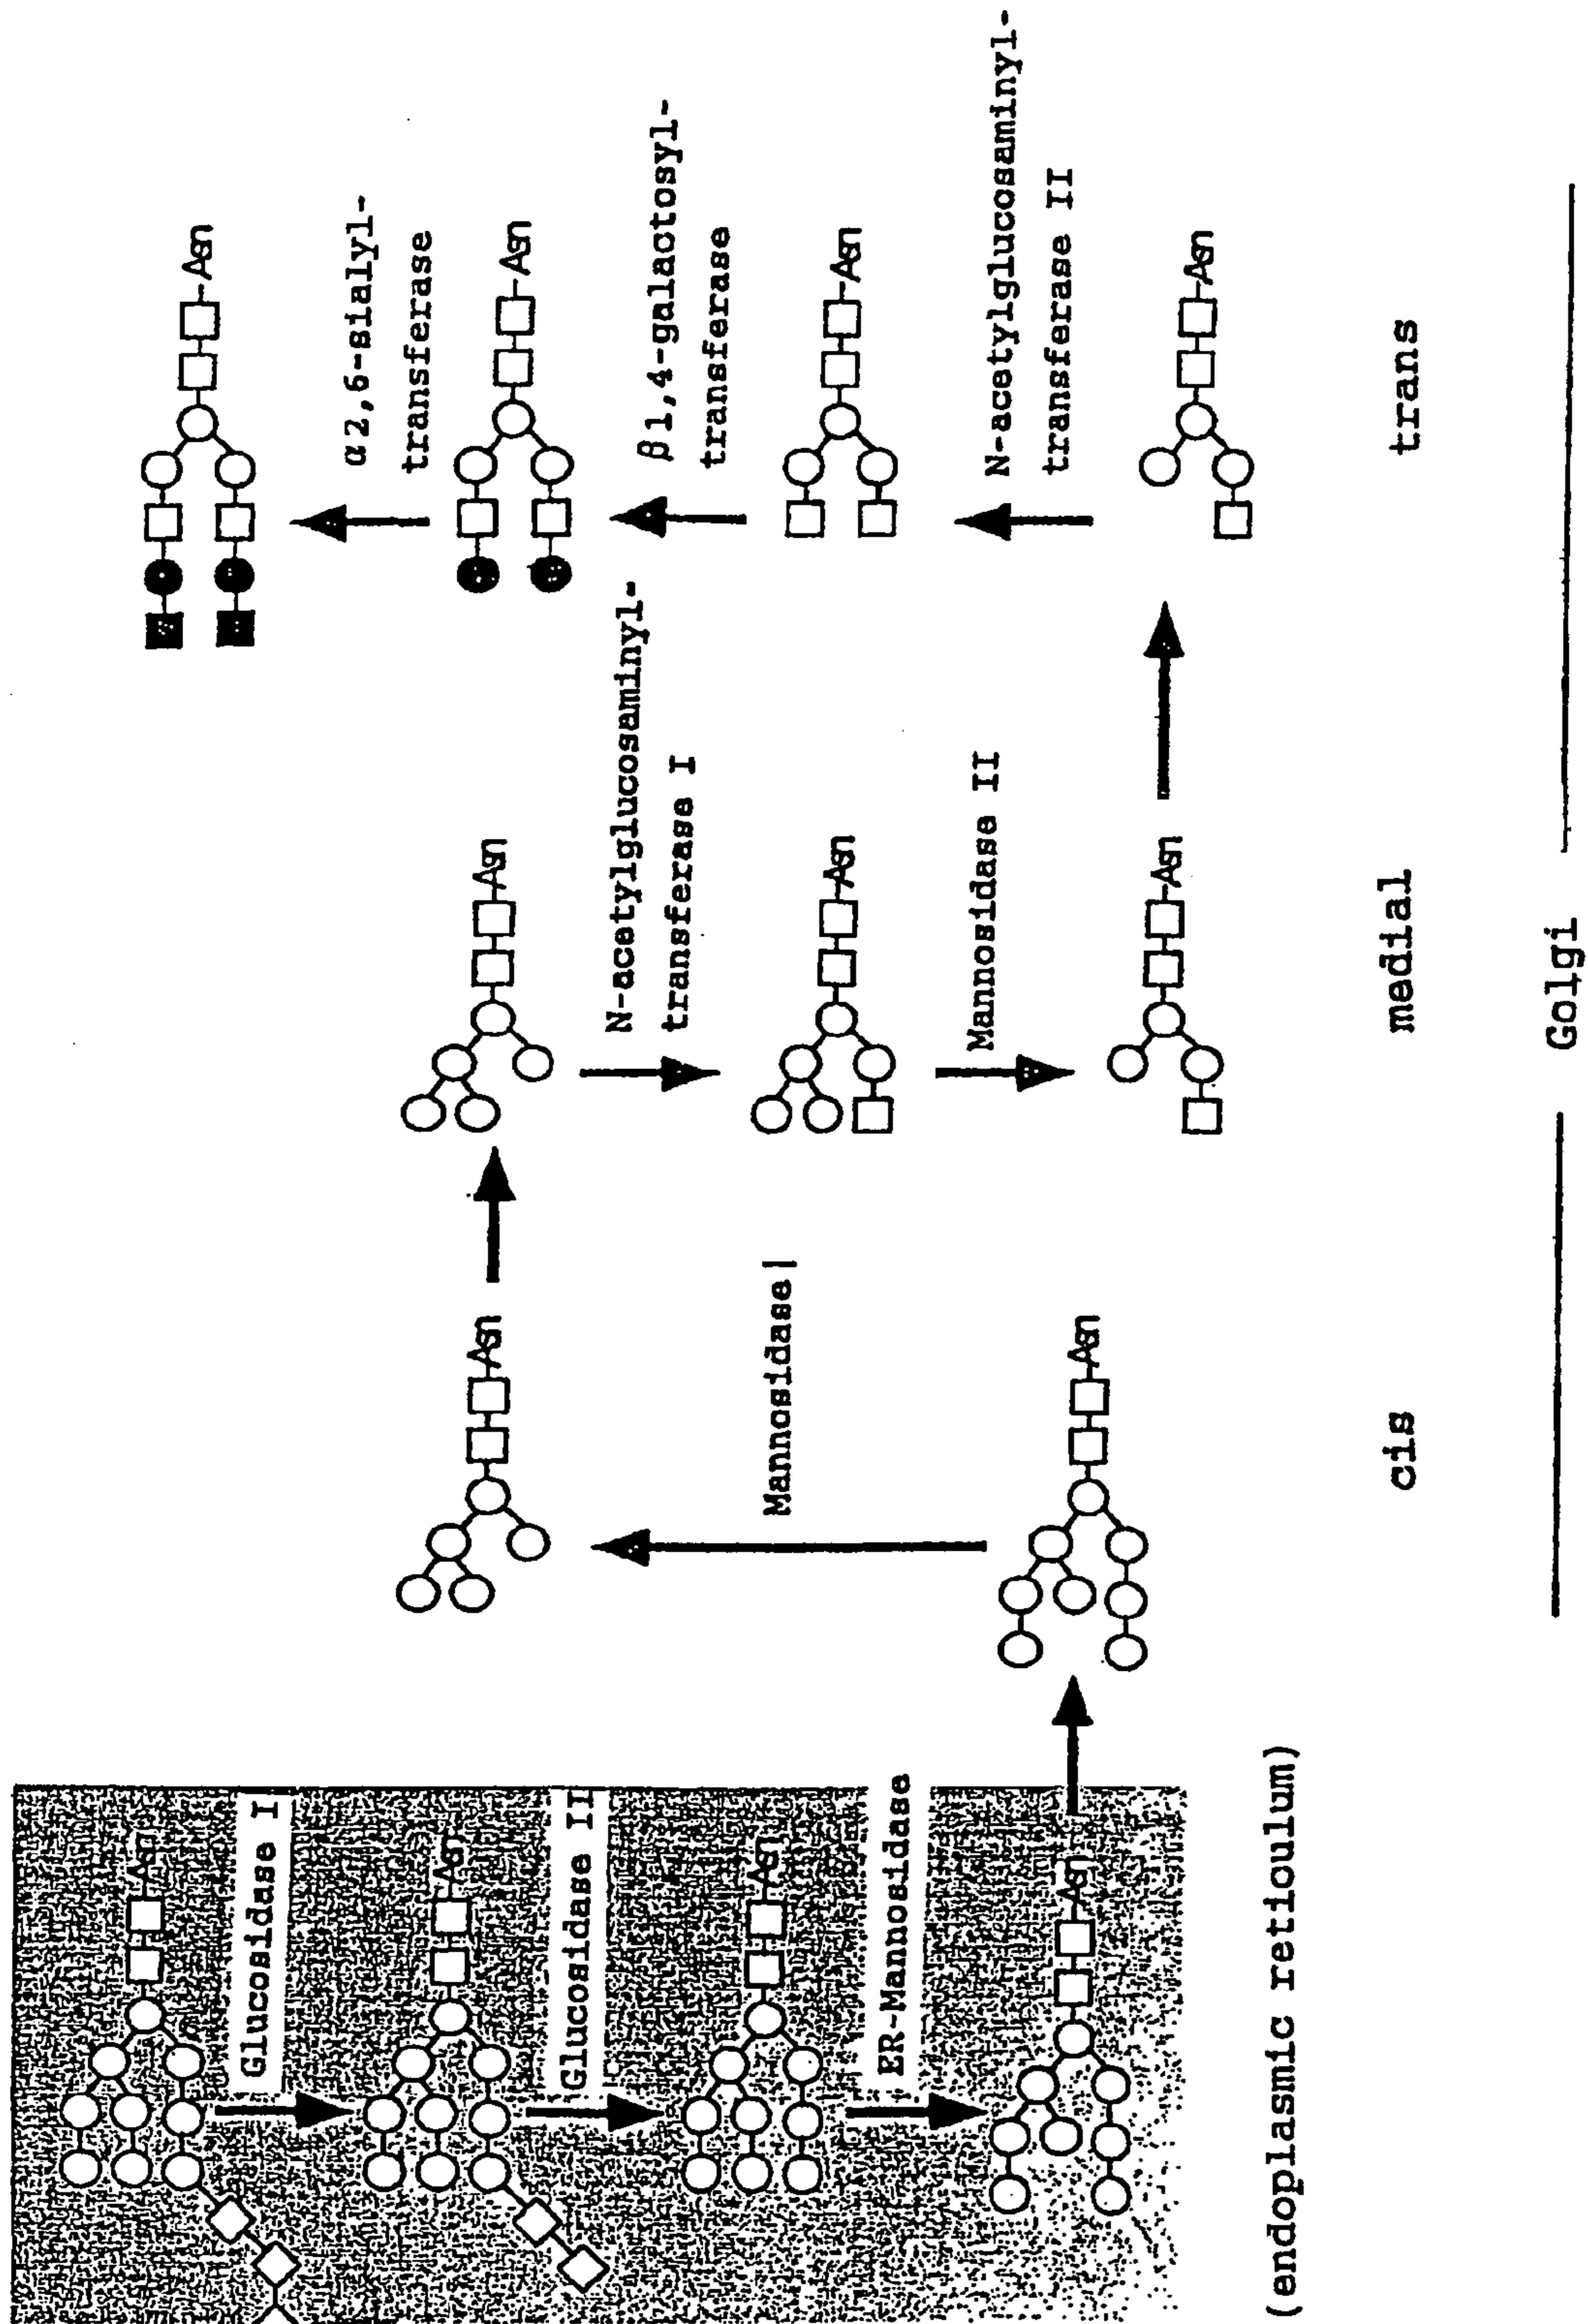 Asn
Glucosidase I
Asn
Glucosidase II
Asn
ER-Mannosidase
Asn
(endoplasmic retioulum)
Asn
Mannosidase|
Asn
cis
Asn
N-acetylglucosaminyl-
transferase I
Asn
Mannosidase II
Asn
medial
Asn
α2,6-sialyl-
transferase
Asn
β1,4-galactosyl-
transferase
Asn
N-acetylglucosaminyl-
transferase II
Asn
trans
Golgi